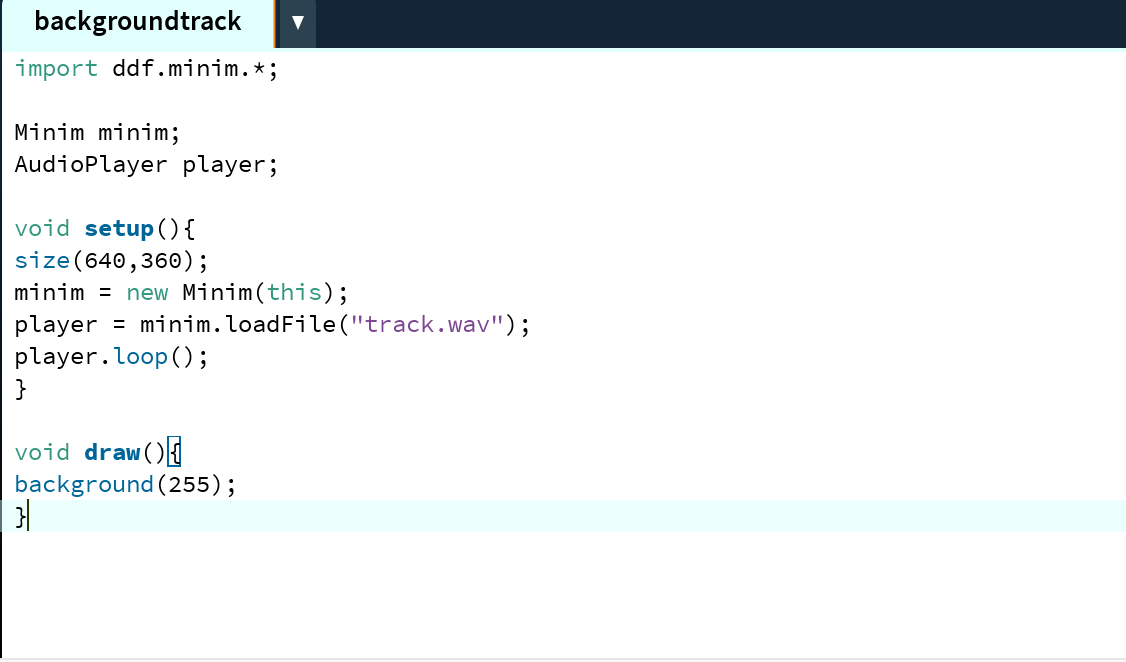 backgroundtrack ▼
import ddf.minim.*;
Minim minim;
AudioPlayer player;
void setup(){
size(640,360);
minim = new Minim(this);
player = minim.loadFile("track.wav");
player.loop();
}
void draw(){
background(255);
}